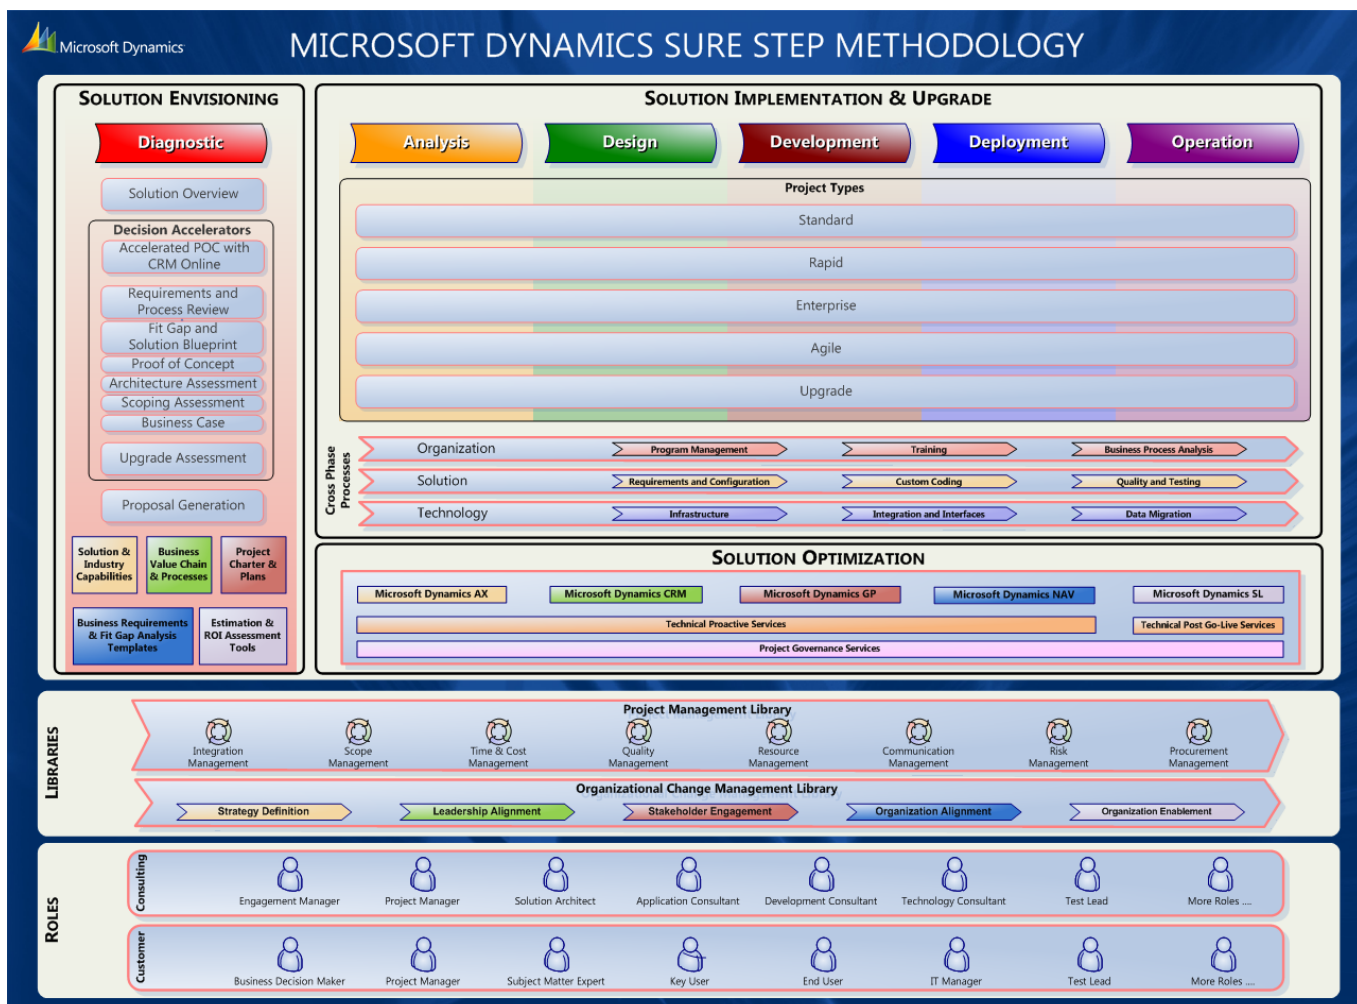 Microsoft Dynamics
MICROSOFT DYNAMICS SURE STEP METHODOLOGY
SOLUTION ENVISIONING
Diagnostic
Solution Overview
Decision Accelerators
Accelerated POC with
CRM Online
Requirements and
Process Review
Fit Gap and
Solution Blueprint
Proof of Concept
Architecture Assessment
Scoping Assessment
Business Case
Upgrade Assessment
Proposal Generation
Solution &
Industry
Capabilities
Business
Value Chain
& Processes
Project
Charter &
Plans
Business Requirements
& Fit Gap Analysis
Templates
Estimation &
ROI Assessment
Tools
SOLUTION IMPLEMENTATION & UPGRADE
Analysis
Design
Development
Deployment
Operation
Project Types
Standard
Rapid
Enterprise
Agile
Upgrade
Cross Phase
Processes
Organization
Program Management
Training
Business Process Analysis
Solution
Requirements and Configuration
Custom Coding
Quality and Testing
Technology
Infrastructure
Integration and Interfaces
Data Migration
SOLUTION OPTIMIZATION
Microsoft Dynamics AX
Microsoft Dynamics CRM
Microsoft Dynamics GP
Microsoft Dynamics NAV
Microsoft Dynamics SL
Technical Proactive Services
Technical Post Go-Live Services
Project Governance Services
LIBRARIES
Project Management Library
Integration
Management
Scope
Management
Time & Cost
Management
Quality
Management
Resource
Management
Communication
Management
Risk
Management
Procurement
Management
Organizational Change Management Library
Strategy Definition
Leadership Alignment
Stakeholder Engagement
Organization Alignment
Organization Enablement
ROLES
Consulting
Engagement Manager
Project Manager
Solution Architect
Application Consultant
Development Consultant
Technology Consultant
Test Lead
More Roles ....
Customer
Business Decision Maker
Project Manager
Subject Matter Expert
Key User
End User
IT Manager
Test Lead
More Roles ....